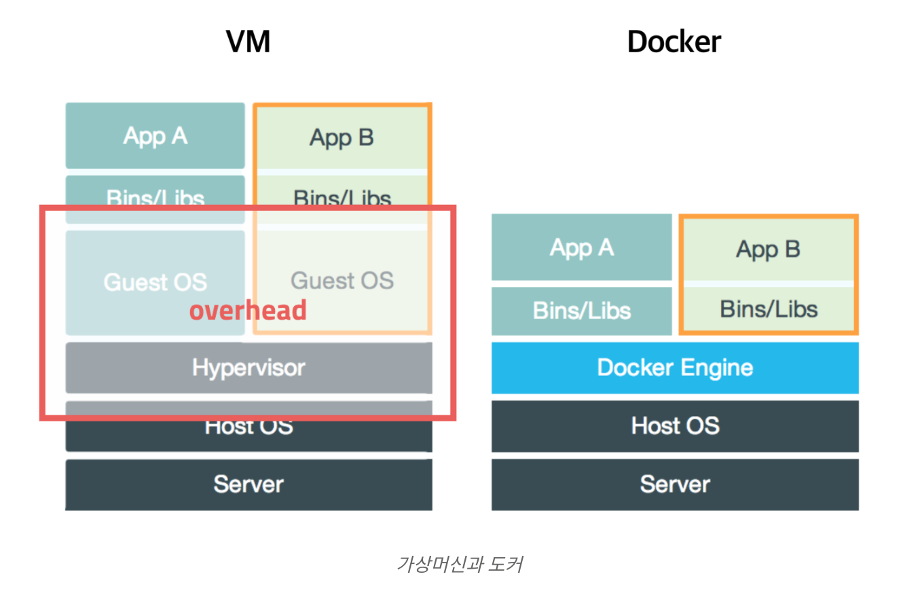 VM
App A
App B
Bins/Libs
Bins/Libs
Guest OS
Guest OS
overhead
Hypervisor
Host OS
Server
Docker
App A
App B
Bins/Libs
Bins/Libs
Docker Engine
Host OS
Server
가상머신과 도커